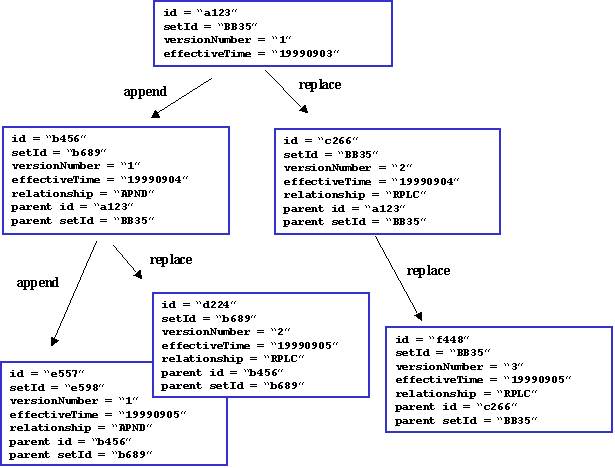 id = “a123”
setId = “BB35”
versionNumber = “1”
effectiveTime = “19990903”
append
replace
id = “b456”
setId = “b689”
versionNumber = “1”
effectiveTime = “19990904”
relationship = “APND”
parent id = “a123”
parent setId = “BB35”
id = “c266”
setId = “BB35”
versionNumber = “2”
effectiveTime = “19990904”
relationship = “RPLC”
parent id = “a123”
parent setId = “BB35”
append
replace
replace
id = “d224”
setId = “b689”
versionNumber = “2”
effectiveTime = “19990905”
relationship = “RPLC”
parent id = “b456”
parent setId = “b689”
id = “e557”
setId = “e598”
versionNumber = “1”
effectiveTime = “19990905”
relationship = “APND”
parent id = “b456”
parent setId = “b689”
id = “f448”
setId = “BB35”
versionNumber = “3”
effectiveTime = “19990905”
relationship = “RPLC”
parent id = “c266”
parent setId = “BB35”